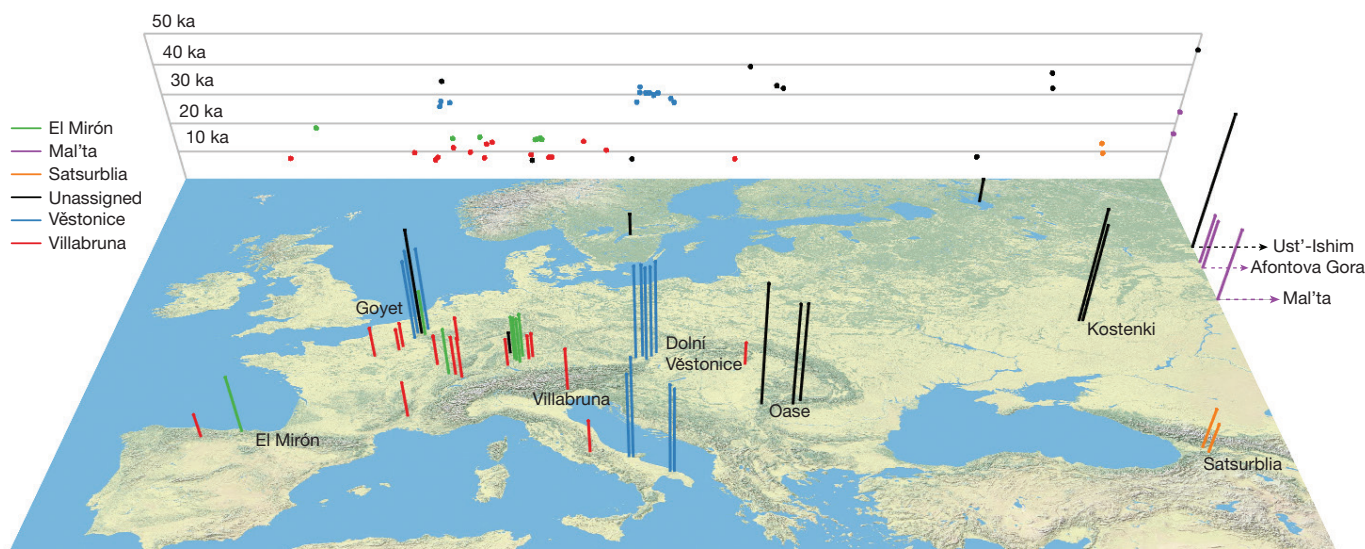 50 ka
40 ka
30 ka
20 ka
10 ka
El Mirón
Mal'ta
Satsurblia
Unassigned
Věstonice
Villabruna
Ust'-Ishim
Afontova Gora
Mal'ta
Goyet
Kostenki
Dolní
Věstonice
Villabruna
Oase
El Mirón
Satsurblia